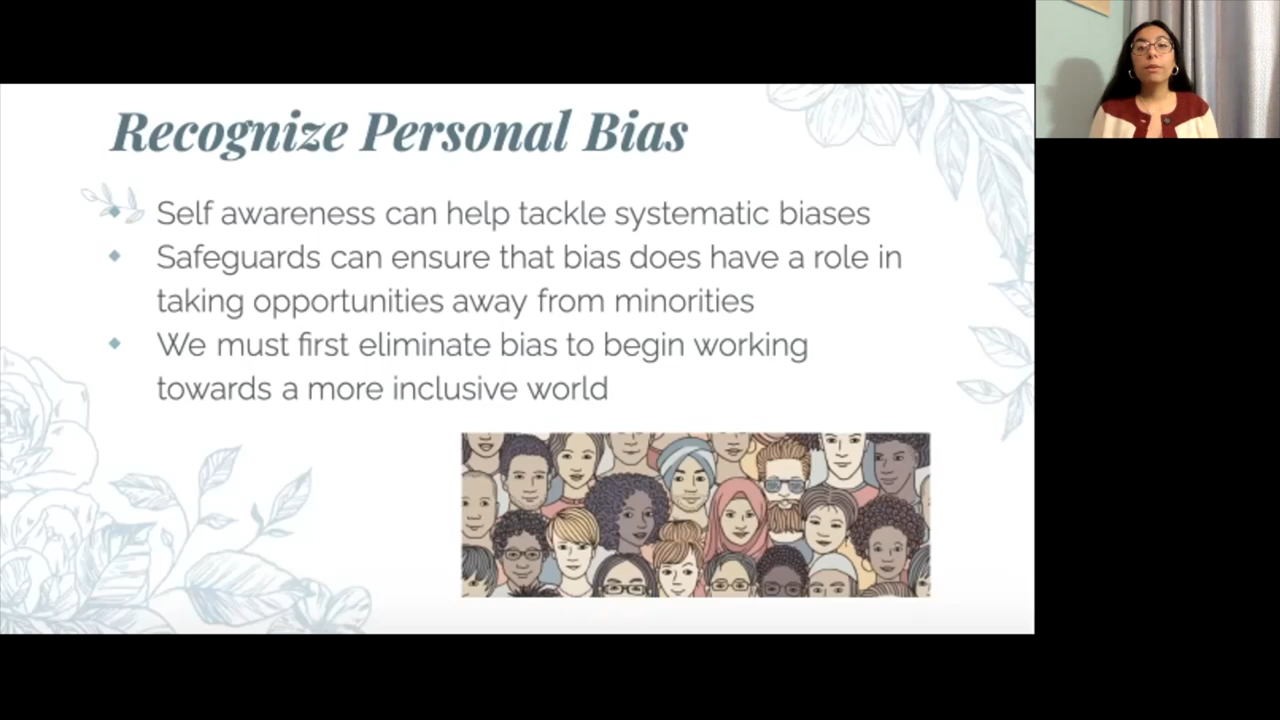 Recognize Personal Bias
Self awareness can help tackle systematic biases
Safeguards can ensure that bias does have a role in
taking opportunities away from minorities
We must first eliminate bias to begin working
towards a more inclusive world